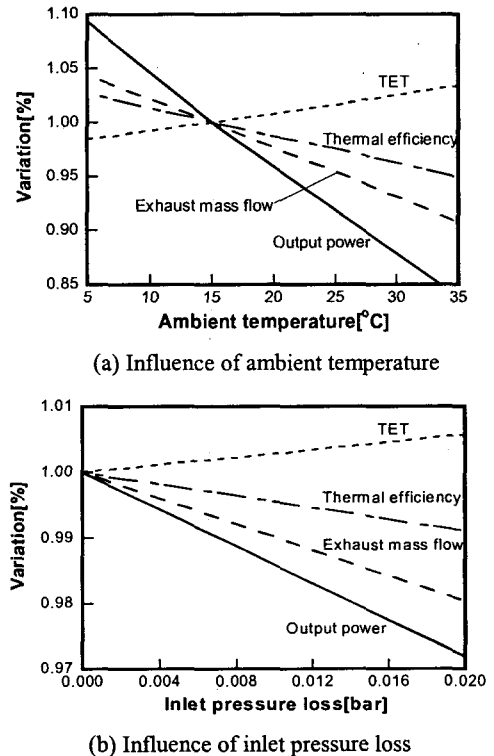 1.10
1.05
1.00
0.95
0.90
0.85
Variation[%]
TET
Thermal efficiency
Exhaust mass flow
Output power
5 10 15 20 25 30 35
Ambient temperature[°C]
(a) Influence of ambient temperature
1.01
1.00
0.99
0.98
0.97
Variation[%]
TET
Thermal efficiency
Exhaust mass flow
Output power
0.000 0.004 0.008 0.012 0.016 0.020
Inlet pressure loss[bar]
(b) Influence of inlet pressure loss